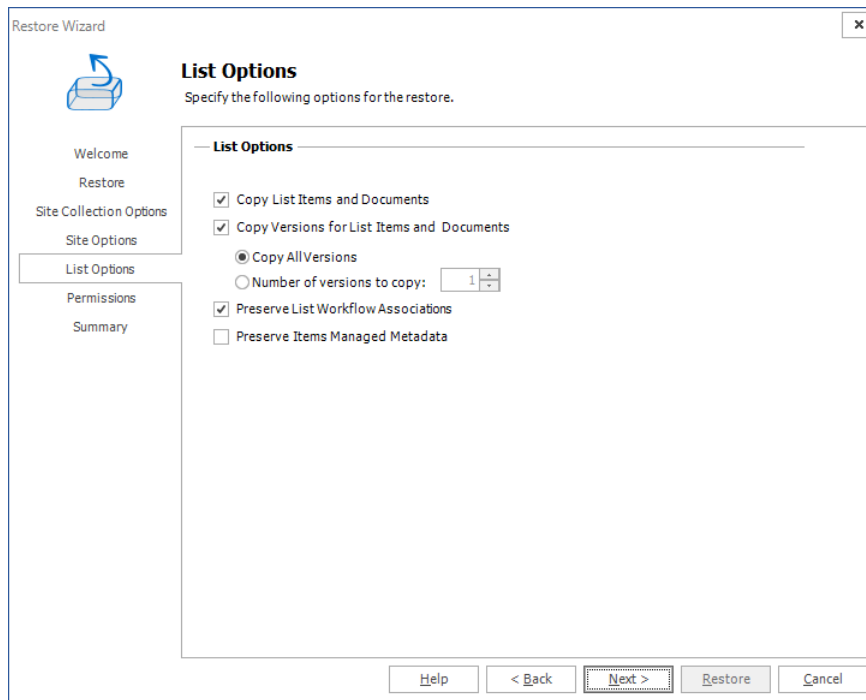 Restore Wizard
List Options
Specify the following options for the restore.
Welcome
Restore
Site Collection Options
Site Options
List Options
Permissions
Summary
List Options
Copy List Items and Documents
Copy Versions for List Items and Documents
Copy All Versions
Number of versions to copy: 1
Preserve List Workflow Associations
Preserve Items Managed Metadata
Help < Back Next > Restore Cancel